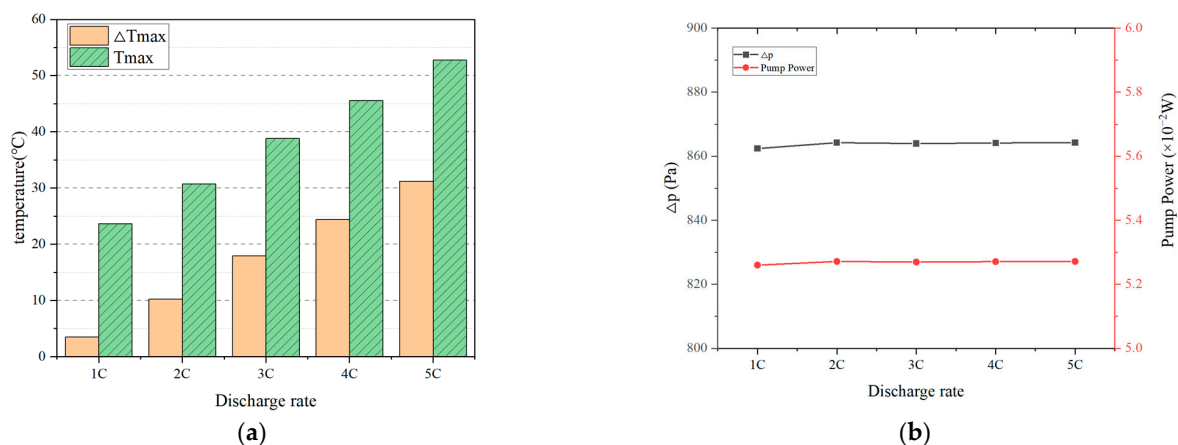 60
50
40
30
20
10
0
temperature(°C)
△Tmax
Tmax
1C
2C
3C
4C
5C
Discharge rate
(a)
900
880
860
840
820
800
△p (Pa)
△p
Pump Power
6.0
5.8
5.6
5.4
5.2
5.0
Pump Power (×10⁻²W)
1C
2C
3C
4C
5C
Discharge rate
(b)